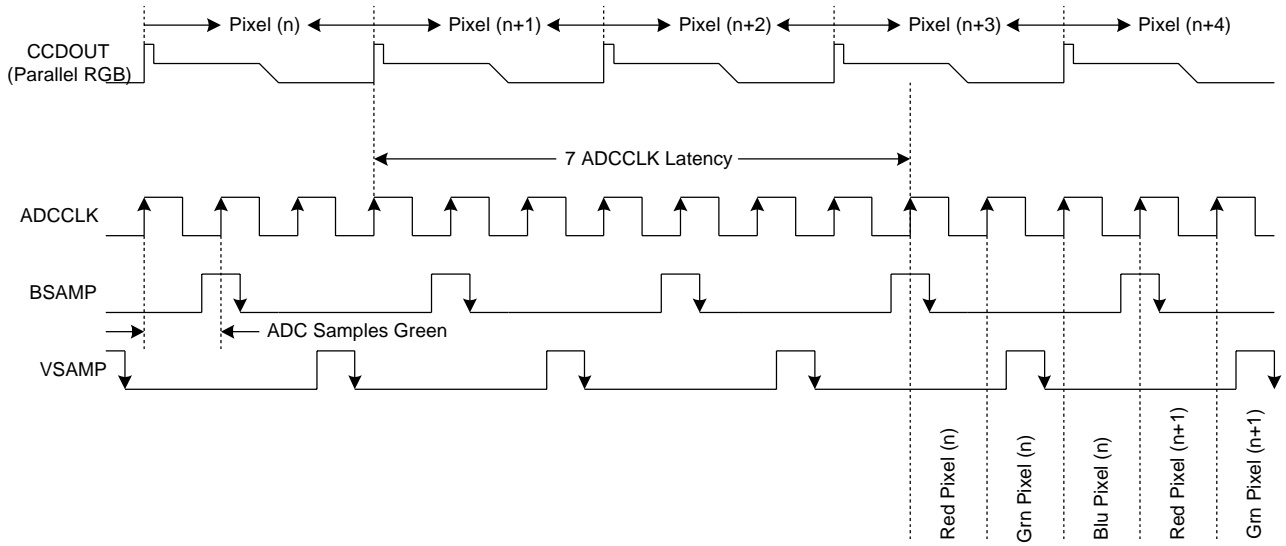 Pixel (n)
Pixel (n+1)
Pixel (n+2)
Pixel (n+3)
Pixel (n+4)
CCDOUT
(Parallel RGB)
7 ADCCLK Latency
ADCCLK
BSAMP
ADC Samples Green
VSAMP
Red Pixel (n)
Grn Pixel (n)
Blu Pixel (n)
Red Pixel (n+1)
Grn Pixel (n+1)